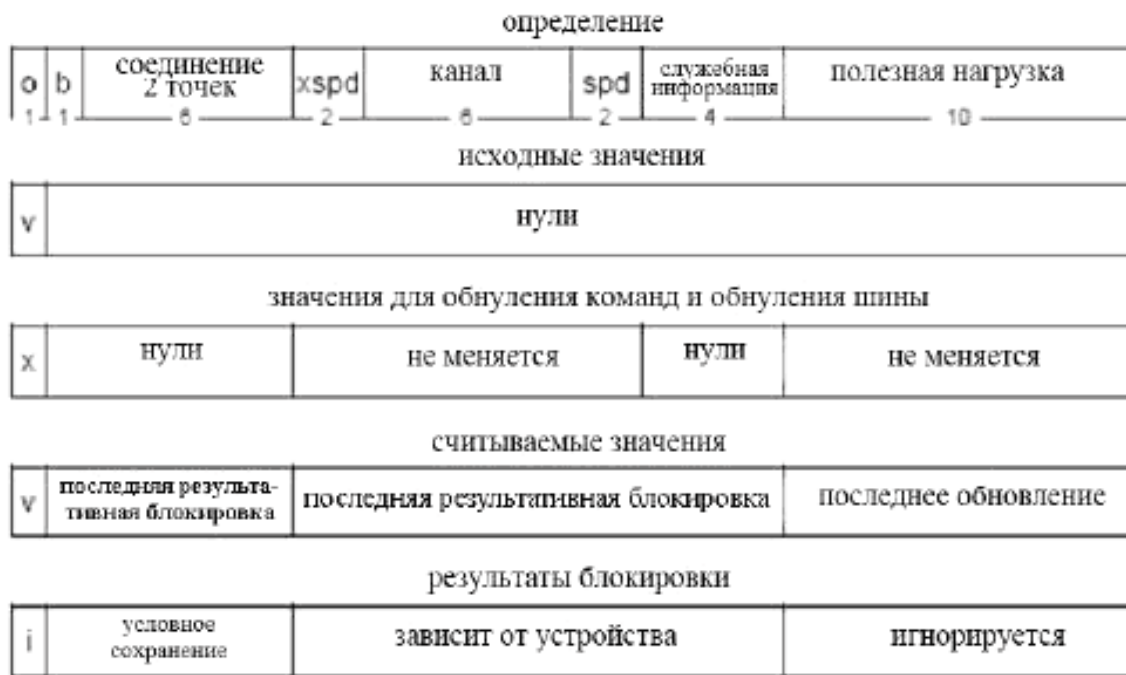 определение
o b соединение 2 точек xspd канал spd служебная информация полезная нагрузка
1 1 6 2 6 2 4 10
исходные значения
v нули
значения для обнуления команд и обнуления шины
x нули не меняется нули не меняется
считываемые значения
v последняя результа-тивная блокировка последняя результативная блокировка последнее обновление
результаты блокировки
i условное сохранение зависит от устройства игнорируется